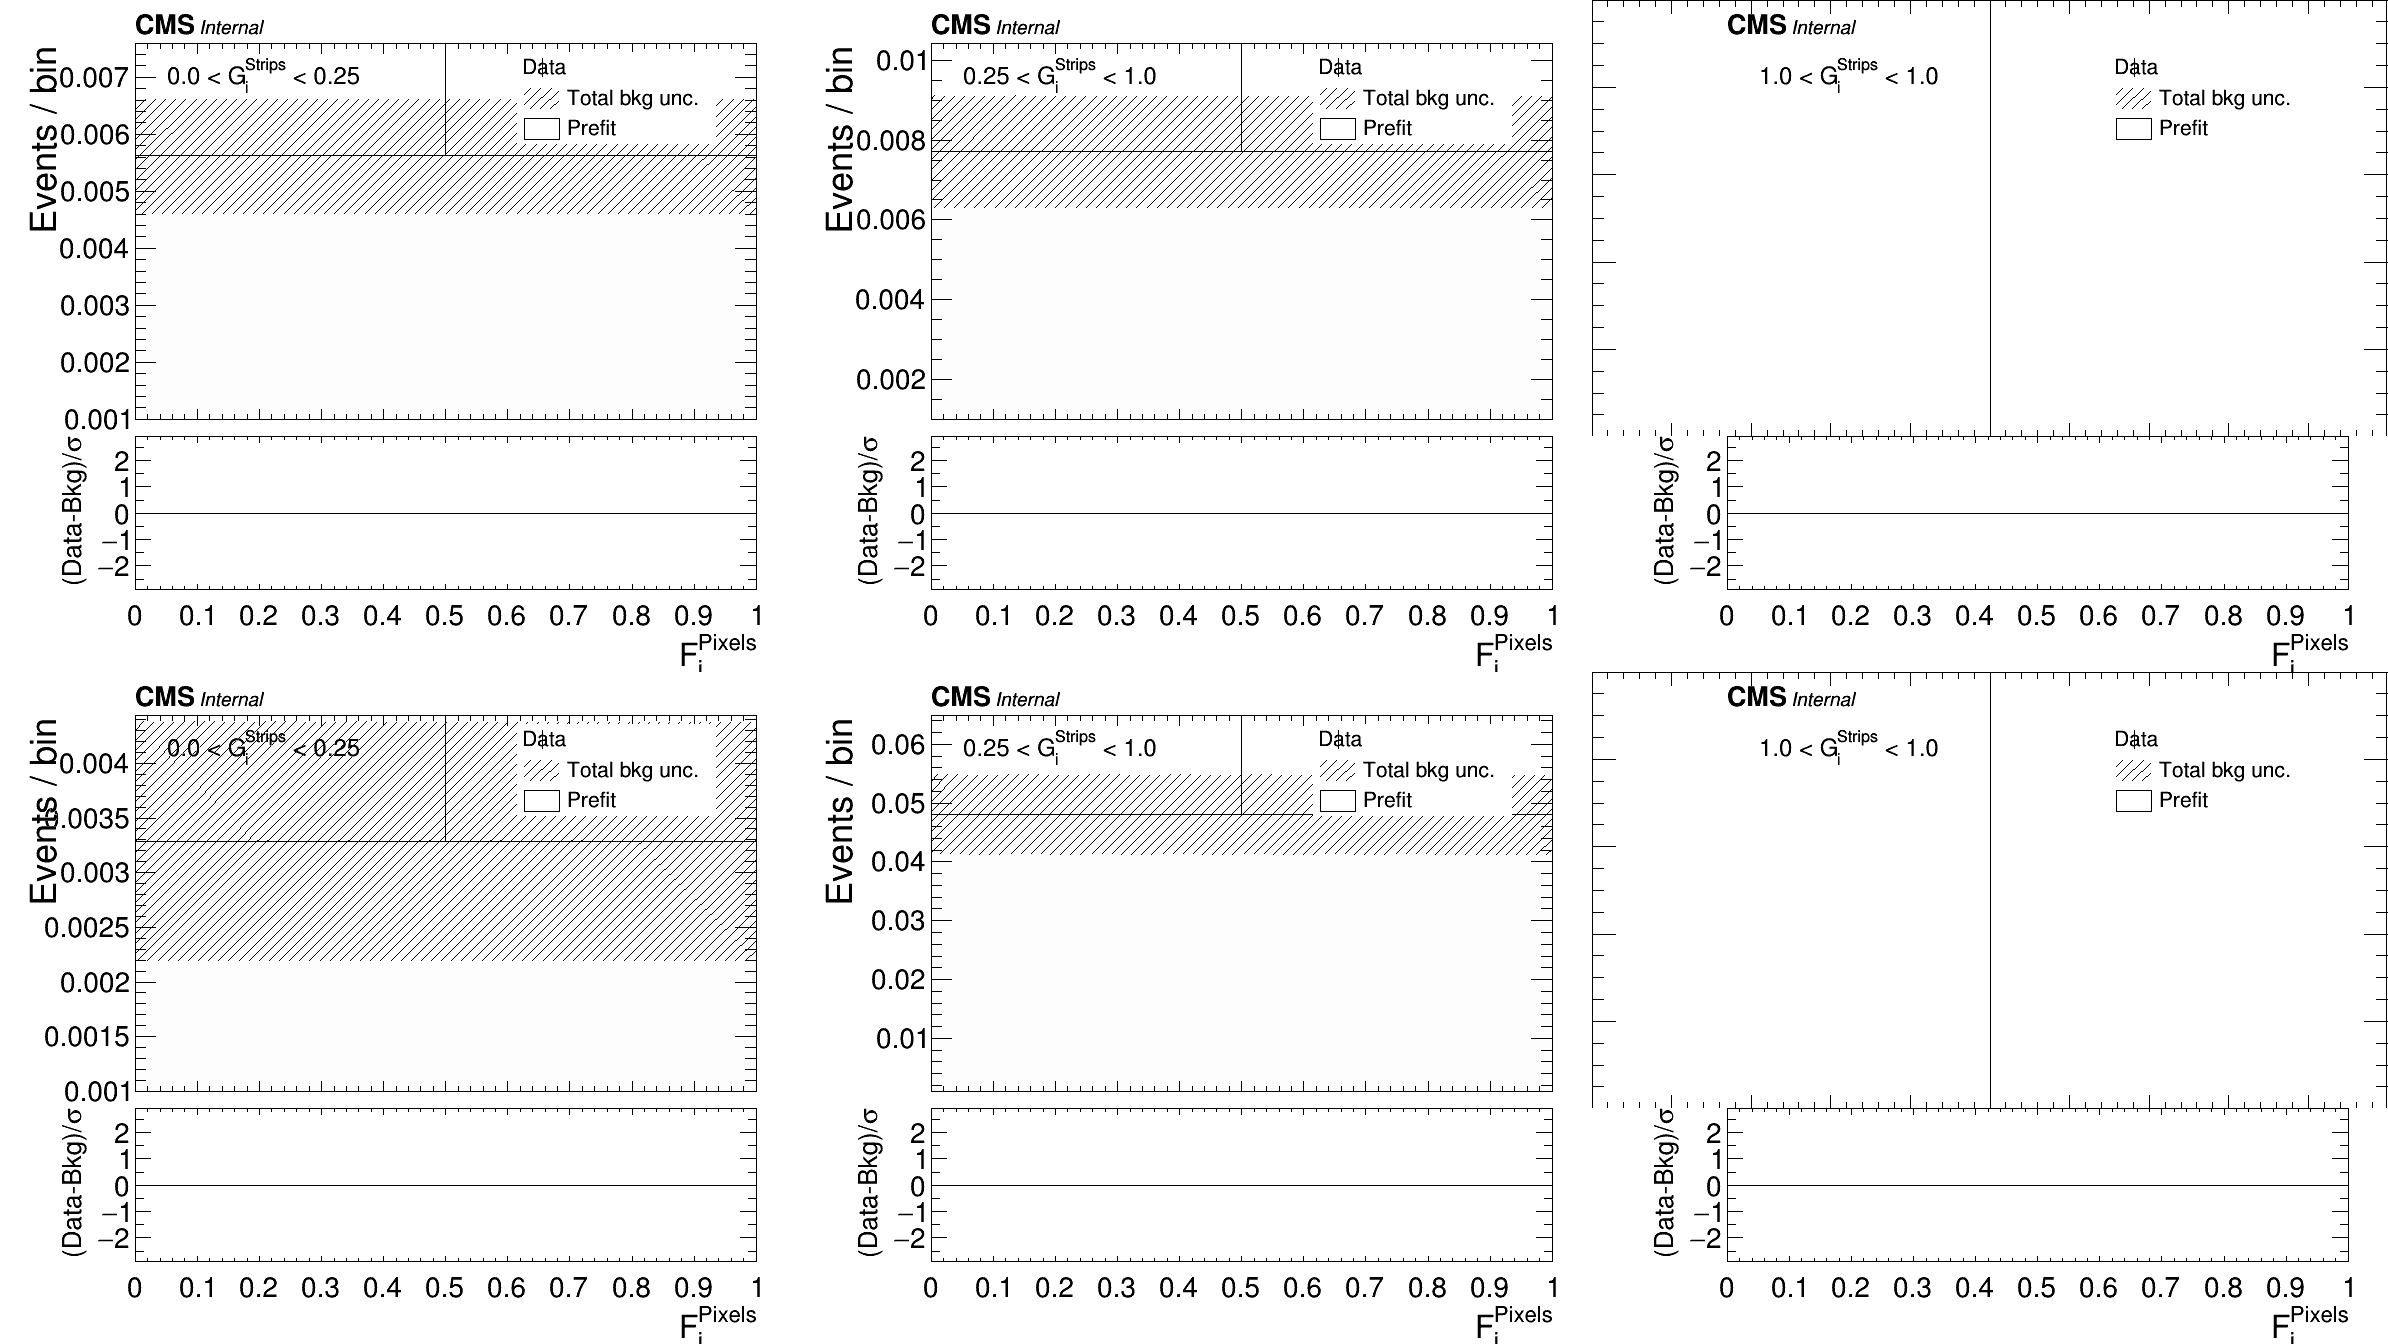 CMS Internal
Events / bin
0.0 < G_i^Strips < 0.25
Data
Total bkg unc.
Prefit
0.007
0.006
0.005
0.004
0.003
0.002
0.001
(Data-Bkg)/σ
2
1
0
−1
−2
0 0.1 0.2 0.3 0.4 0.5 0.6 0.7 0.8 0.9 1
F_i^Pixels
CMS Internal
Events / bin
0.25 < G_i^Strips < 1.0
Data
Total bkg unc.
Prefit
0.01
0.008
0.006
0.004
0.002
(Data-Bkg)/σ
2
1
0
−1
−2
0 0.1 0.2 0.3 0.4 0.5 0.6 0.7 0.8 0.9 1
F_i^Pixels
CMS Internal
1.0 < G_i^Strips < 1.0
Data
Total bkg unc.
Prefit
(Data-Bkg)/σ
2
1
0
−1
−2
0 0.1 0.2 0.3 0.4 0.5 0.6 0.7 0.8 0.9 1
F_i^Pixels
CMS Internal
Events / bin
0.0 < G_i^Strips < 0.25
Data
Total bkg unc.
Prefit
0.004
0.0035
0.003
0.0025
0.002
0.0015
0.001
(Data-Bkg)/σ
2
1
0
−1
−2
0 0.1 0.2 0.3 0.4 0.5 0.6 0.7 0.8 0.9 1
F_i^Pixels
CMS Internal
Events / bin
0.25 < G_i^Strips < 1.0
Data
Total bkg unc.
Prefit
0.06
0.05
0.04
0.03
0.02
0.01
(Data-Bkg)/σ
2
1
0
−1
−2
0 0.1 0.2 0.3 0.4 0.5 0.6 0.7 0.8 0.9 1
F_i^Pixels
CMS Internal
1.0 < G_i^Strips < 1.0
Data
Total bkg unc.
Prefit
(Data-Bkg)/σ
2
1
0
−1
−2
0 0.1 0.2 0.3 0.4 0.5 0.6 0.7 0.8 0.9 1
F_i^Pixels